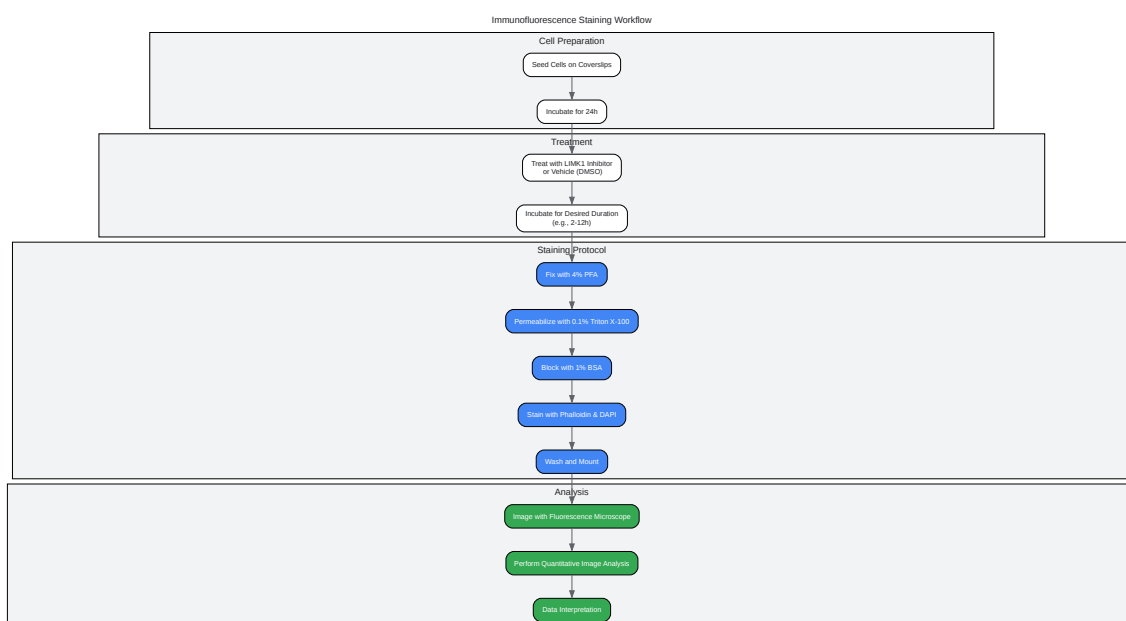 Immunofluorescence Staining Workflow
Cell Preparation
Seed Cells on Coverslips
Incubate for 24h
Treatment
Treat with LIMK1 Inhibitor
or Vehicle (DMSO)
Incubate for Desired Duration
(e.g., 2-12h)
Staining Protocol
Fix with 4% PFA
Permeabilize with 0.1% Triton X-100
Block with 1% BSA
Stain with Phalloidin & DAPI
Wash and Mount
Analysis
Image with Fluorescence Microscope
Perform Quantitative Image Analysis
Data Interpretation